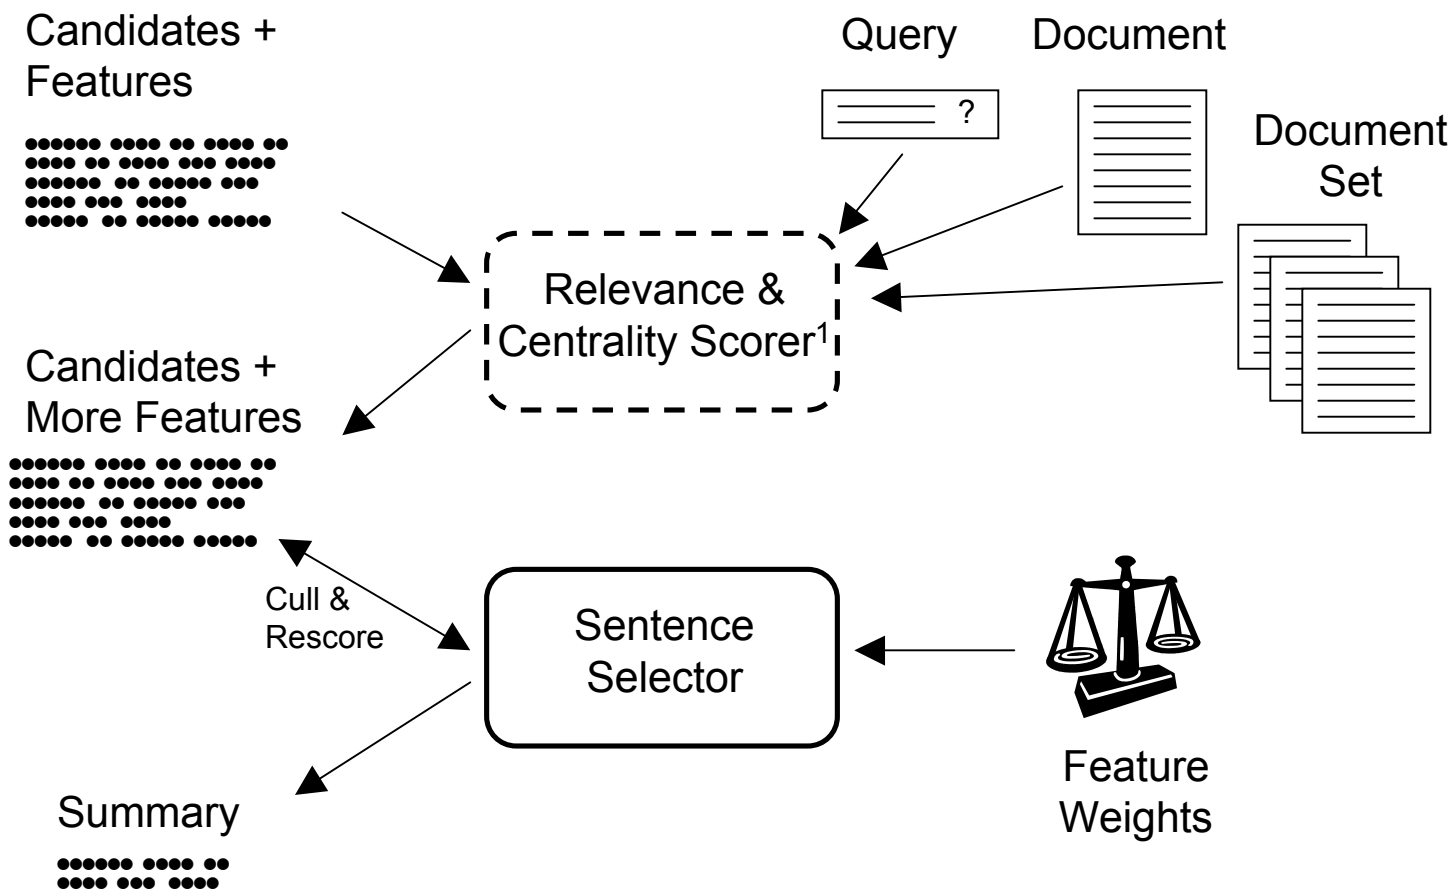 Candidates +
Features
Query
Document
?
Document
Set
Relevance &
Centrality Scorer1
Candidates +
More Features
Cull &
Rescore
Sentence
Selector
Feature
Weights
Summary